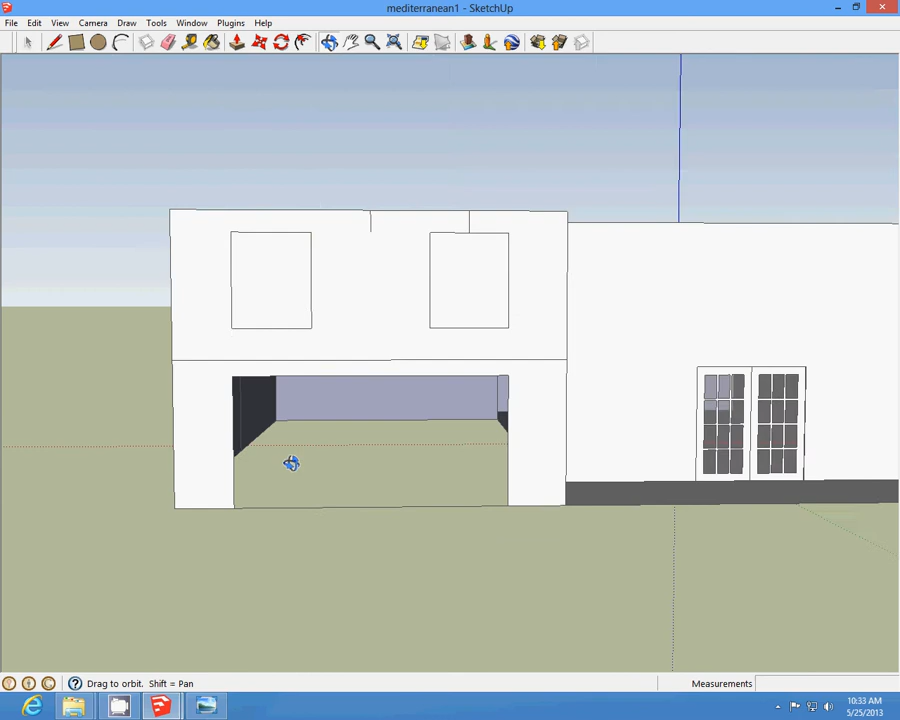 mediterranean1 - SketchUp
File Edit View Camera Draw Tools Window Plugins Help
Drag to orbit. Shift = Pan
Measurements
10:33 AM
5/25/2013